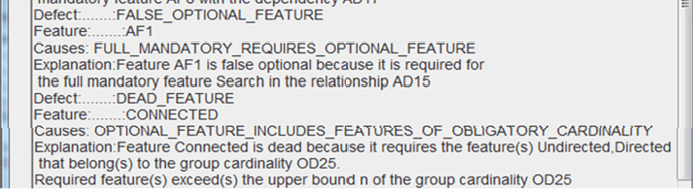 mandatory feature AF6 with the dependency AD17
Defect:.......:FALSE_OPTIONAL_FEATURE
Feature:.......:AF1
Causes: FULL_MANDATORY_REQUIRES_OPTIONAL_FEATURE
Explanation:Feature AF1 is false optional because it is required for
the full mandatory feature Search in the relationship AD15
Defect:.......:DEAD_FEATURE
Feature:.......:CONNECTED
Causes: OPTIONAL_FEATURE_INCLUDES_FEATURES_OF_OBLIGATORY_CARDINALITY
Explanation:Feature Connected is dead because it requires the feature(s) Undirected,Directed
that belong(s) to the group cardinality OD25.
Required feature(s) exceed(s) the upper bound n of the group cardinality OD25